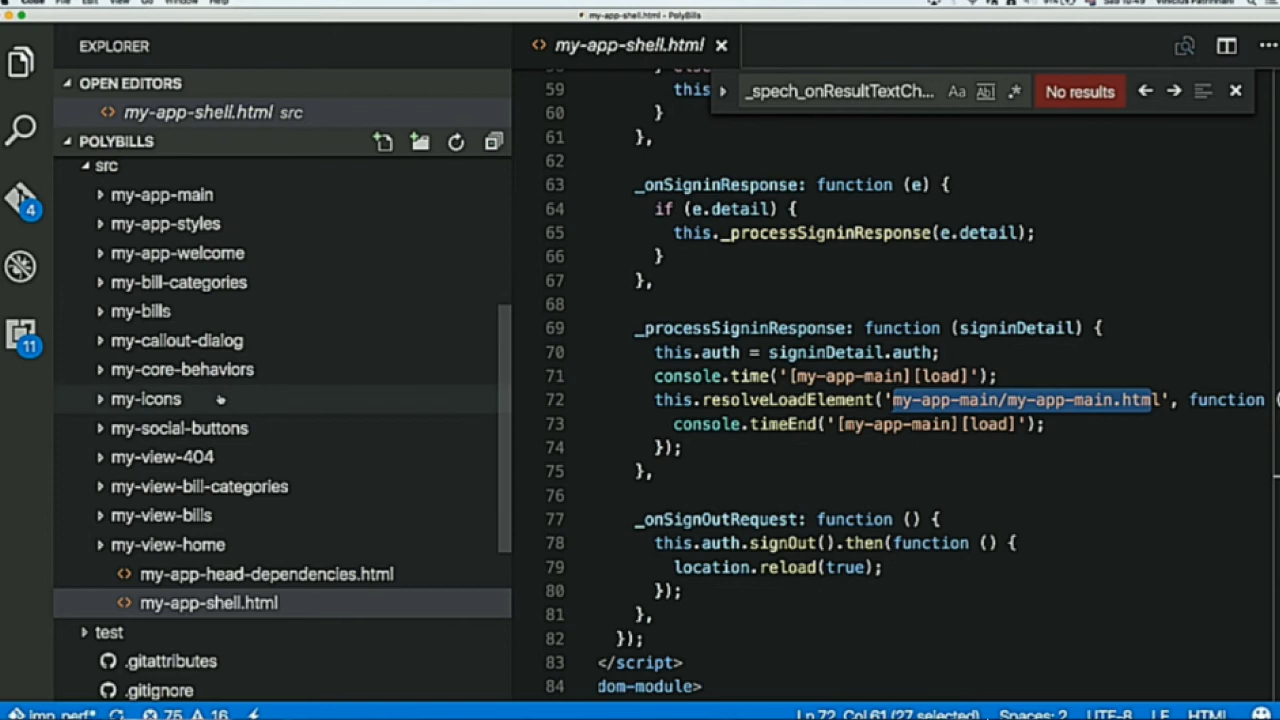 Code File Edit View Go Window Help
my-app-shell.html - PolyBills
EXPLORER
OPEN EDITORS
<> my-app-shell.html src
POLYBILLS
src
my-app-main
my-app-styles
my-app-welcome
my-bill-categories
my-bills
my-callout-dialog
my-core-behaviors
my-icons
my-social-buttons
my-view-404
my-view-bill-categories
my-view-bills
my-view-home
<> my-app-head-dependencies.html
<> my-app-shell.html
test
.gitattributes
.gitignore
4
11
<> my-app-shell.html
_spech_onResultTextCh... Aa Abl .* No results
59 this
60 }
61 },
62
63 _onSigninResponse: function (e) {
64 if (e.detail) {
65 this._processSigninResponse(e.detail);
66 }
67 },
68
69 _processSigninResponse: function (signinDetail) {
70 this.auth = signinDetail.auth;
71 console.time('[my-app-main][load]');
72 this.resolveLoadElement('my-app-main/my-app-main.html', function (
73 console.timeEnd('[my-app-main][load]');
74 });
75 },
76
77 _onSignOutRequest: function () {
78 this.auth.signOut().then(function () {
79 location.reload(true);
80 });
81 },
82 });
83 </script>
84 dom-module>
imp_perf* 75 16
Ln 72, Col 61 (27 selected) Spaces: 2 UTF-8 LF HTML